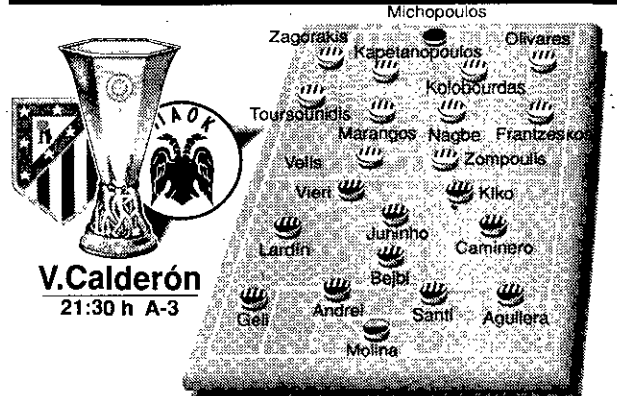 Michopoulos
Zagorakis
Kapetanopoulos
Olivares
Kolobourdas
Toursounidis
Marangos
Nagbe
Frantzeskos
Velis
Zompoulis
Vieri
Kiko
Juninho
Lardín
Caminero
Bejbl
Geli
Andrei
Santi
Aguilera
Molina
ΠΑΟΚ
V.Calderón
21:30 h A-3